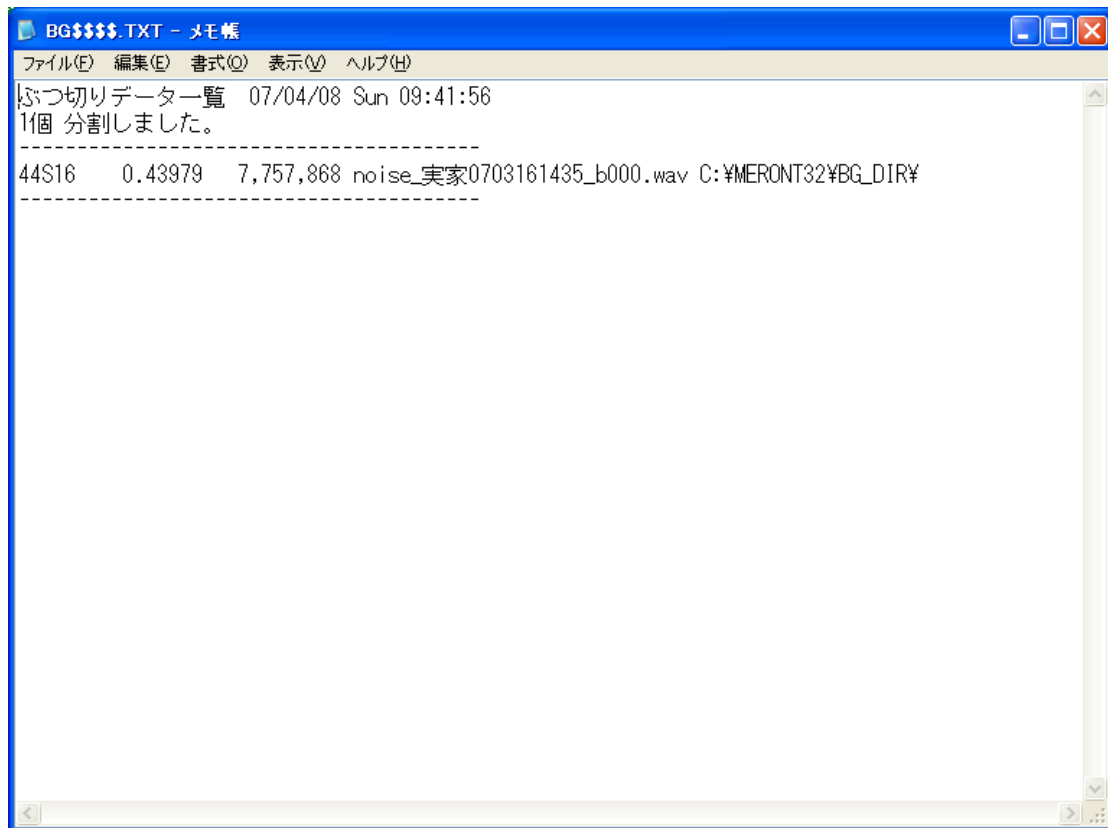 BG$$$$.TXT - メモ帳
ファイル(F) 編集(E) 書式(O) 表示(V) ヘルプ(H)
ぶつ切りデータ一覧 07/04/08 Sun 09:41:56
1個 分割しました。
----------------------------------------
44S16 0.43979 7,757,868 noise_実家0703161435_b000.wav C:¥MERONT32¥BG_DIR¥
----------------------------------------